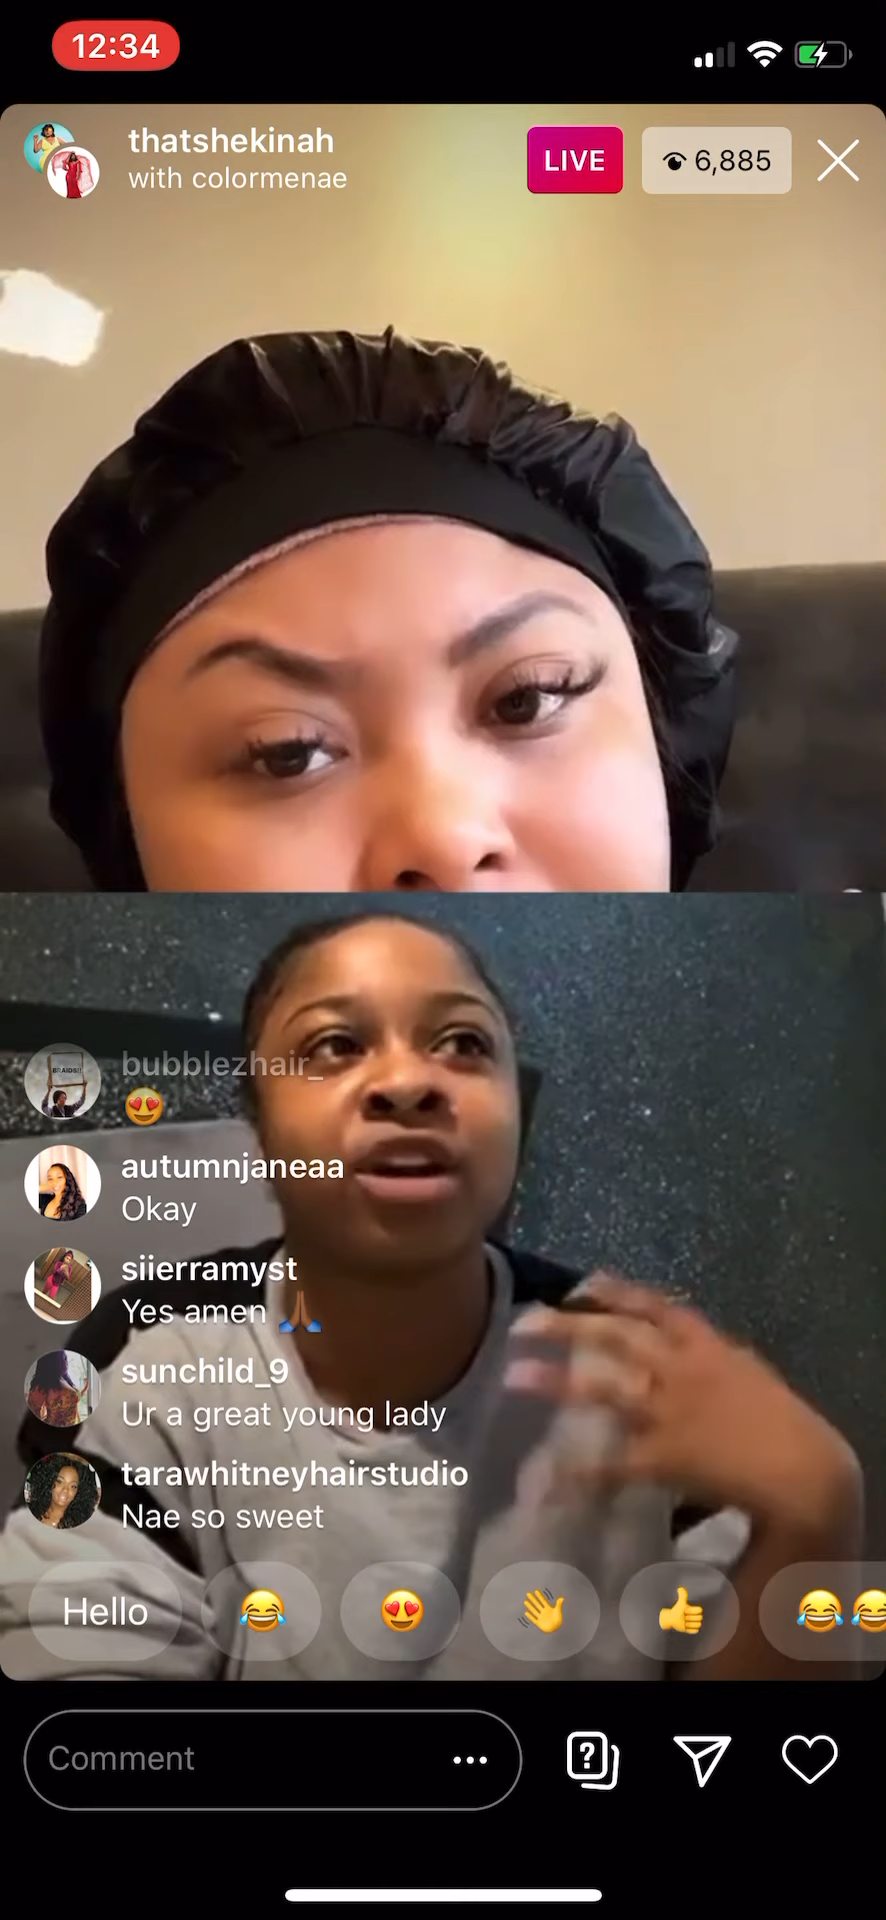 12:34
thatshekinah
with colormenae
LIVE
6,885
BRAIDS!!
bubblezhair_
😍
autumnjaneaa
Okay
siierramyst
Yes amen 🙏🏾
sunchild_9
Ur a great young lady
tarawhitneyhairstudio
Nae so sweet
Hello 😂 😍 👋 👍 😂😂
Comment ...
?